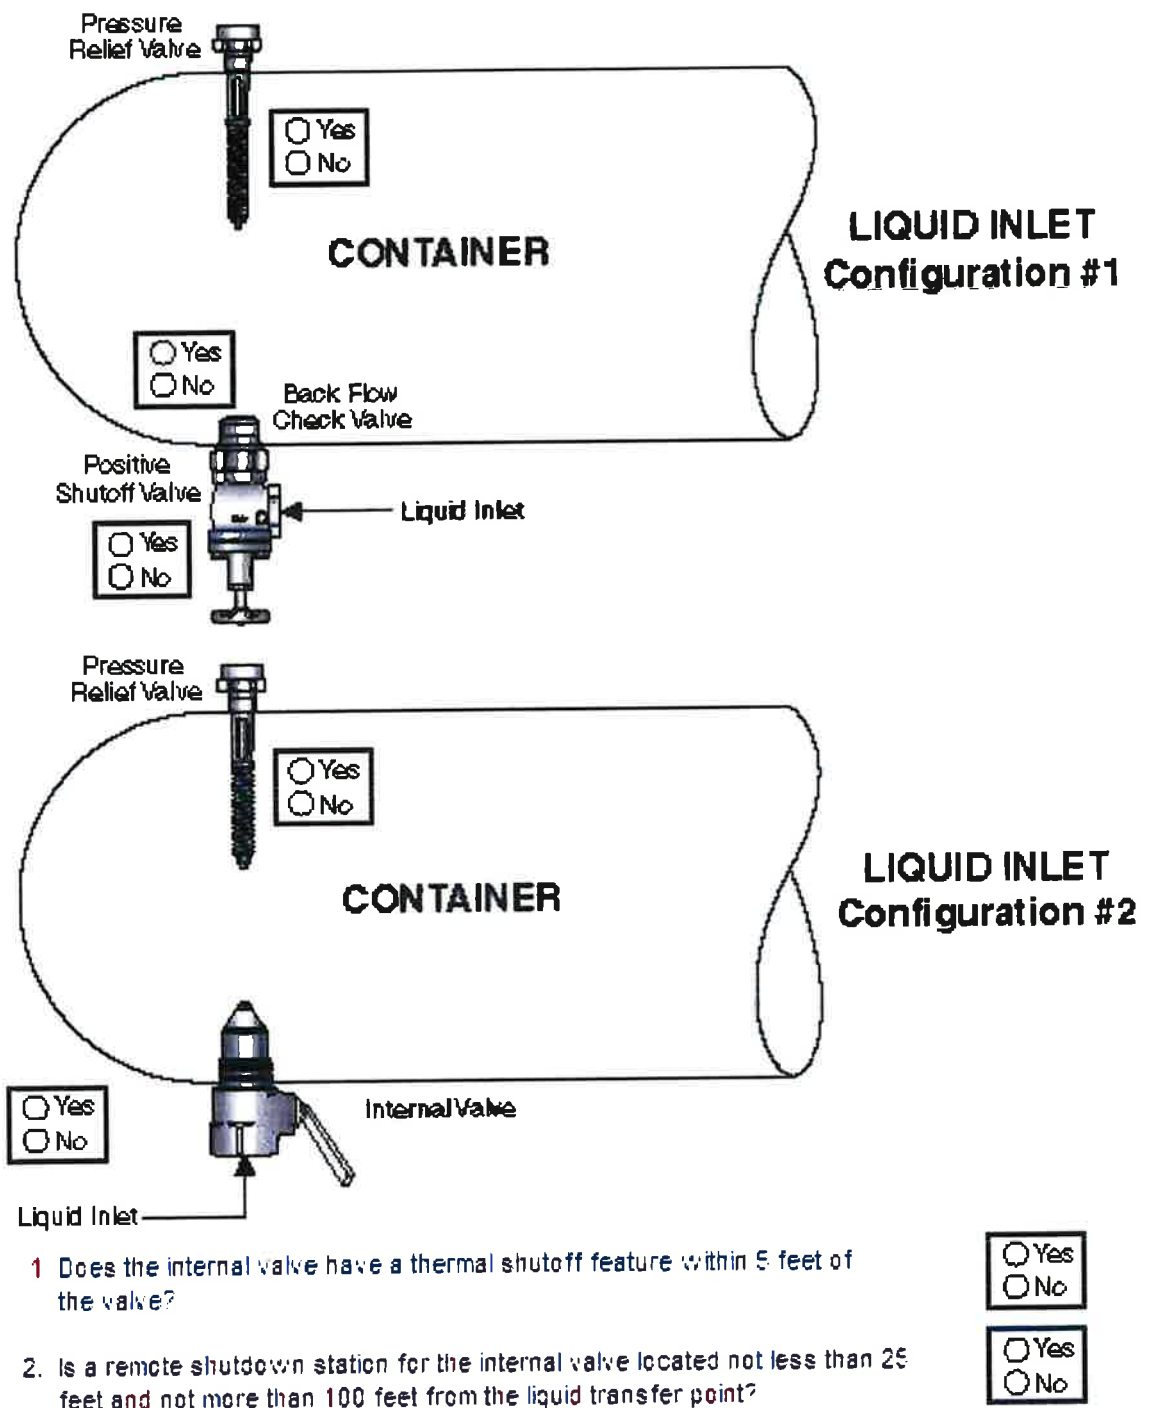 Pressure
Relief Valve
Yes
No
CONTAINER
LIQUID INLET
Configuration #1
Yes
No
Back Flow
Check Valve
Positive
Shutoff Valve
Liquid Inlet
Yes
No
Pressure
Relief Valve
Yes
No
CONTAINER
LIQUID INLET
Configuration #2
Yes
No
Internal Valve
Liquid Inlet
1 Does the internal valve have a thermal shutoff feature within 5 feet of
the valve?
Yes
No
2. Is a remote shutdown station for the internal valve located not less than 25
feet and not more than 100 feet from the liquid transfer point?
Yes
No